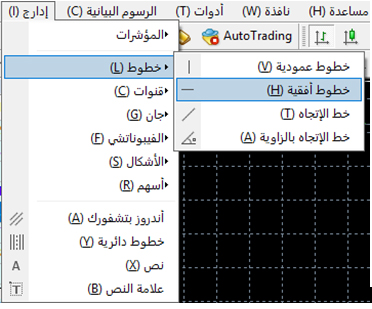 إدارج (I) الرسوم البيانية (C) أدوات (T) نافذة (W) مساعدة (H)
AutoTrading
المؤشرات
خطوط (L)
قنوات (C)
جان (G)
الفيبوناتشي (F)
الأشكال (S)
أسهم (R)
أندروز بتشفورك (A)
خطوط دائرية (Y)
نص (X)
علامة النص (B)
خطوط عمودية (V)
خطوط أفقية (H)
خط الإتجاه (T)
خط الإتجاه بالزاوية (A)